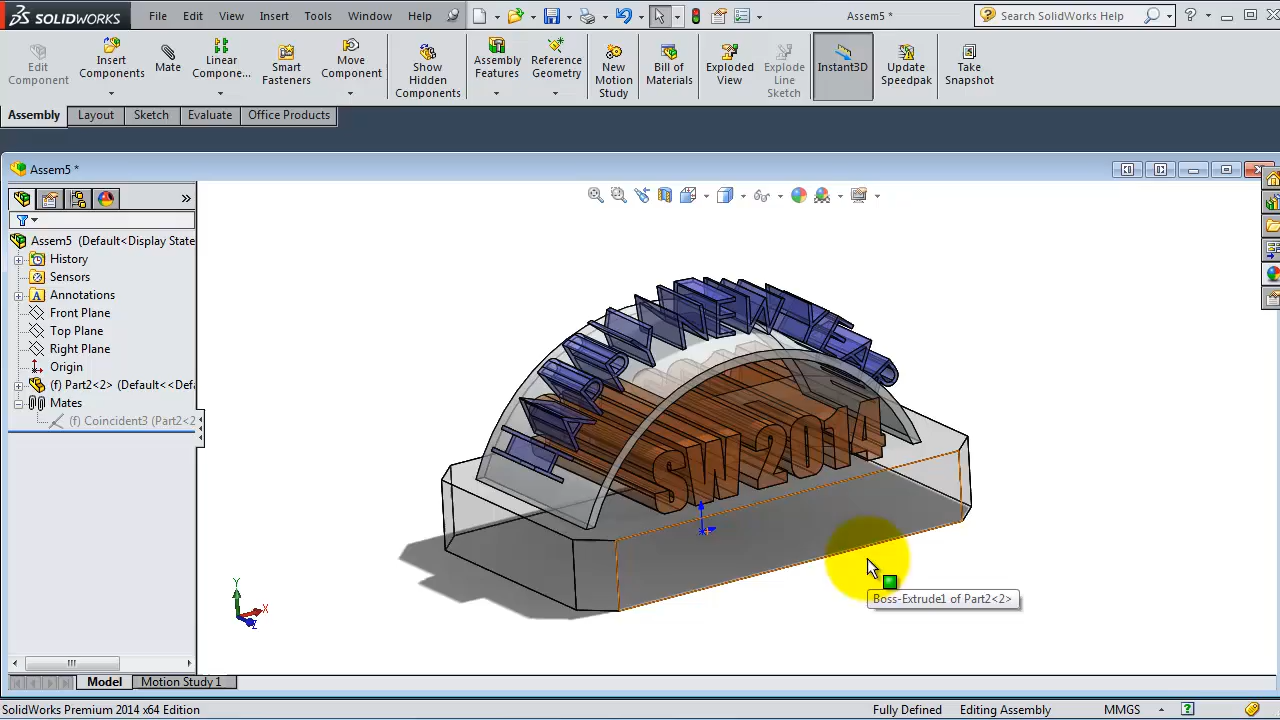 SOLIDWORKS
File Edit View Insert Tools Window Help
Assem5 *
Search SolidWorks Help
Edit Component
Insert Components
Mate
Linear Compone...
Smart Fasteners
Move Component
Show Hidden Components
Assembly Features
Reference Geometry
New Motion Study
Bill of Materials
Exploded View
Explode Line Sketch
Instant3D
Update Speedpak
Take Snapshot
Assembly Layout Sketch Evaluate Office Products
Assem5 *
Assem5 (Default<Display State
History
Sensors
Annotations
Front Plane
Top Plane
Right Plane
Origin
(f) Part2<2> (Default<<Def
Mates
(f) Coincident3 (Part2<2
SW 2014
Y
X
Z
Boss-Extrude1 of Part2<2>
Model Motion Study 1
SolidWorks Premium 2014 x64 Edition
Fully Defined Editing Assembly MMGS